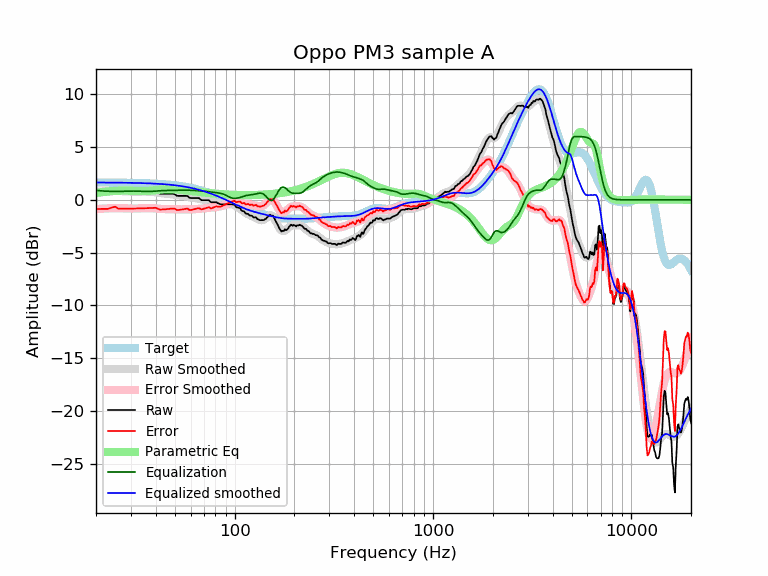 Oppo PM3 sample A
Amplitude (dBr)
10
5
0
−5
−10
−15
−20
−25
Target
Raw Smoothed
Error Smoothed
Raw
Error
Parametric Eq
Equalization
Equalized smoothed
100
1000
10000
Frequency (Hz)